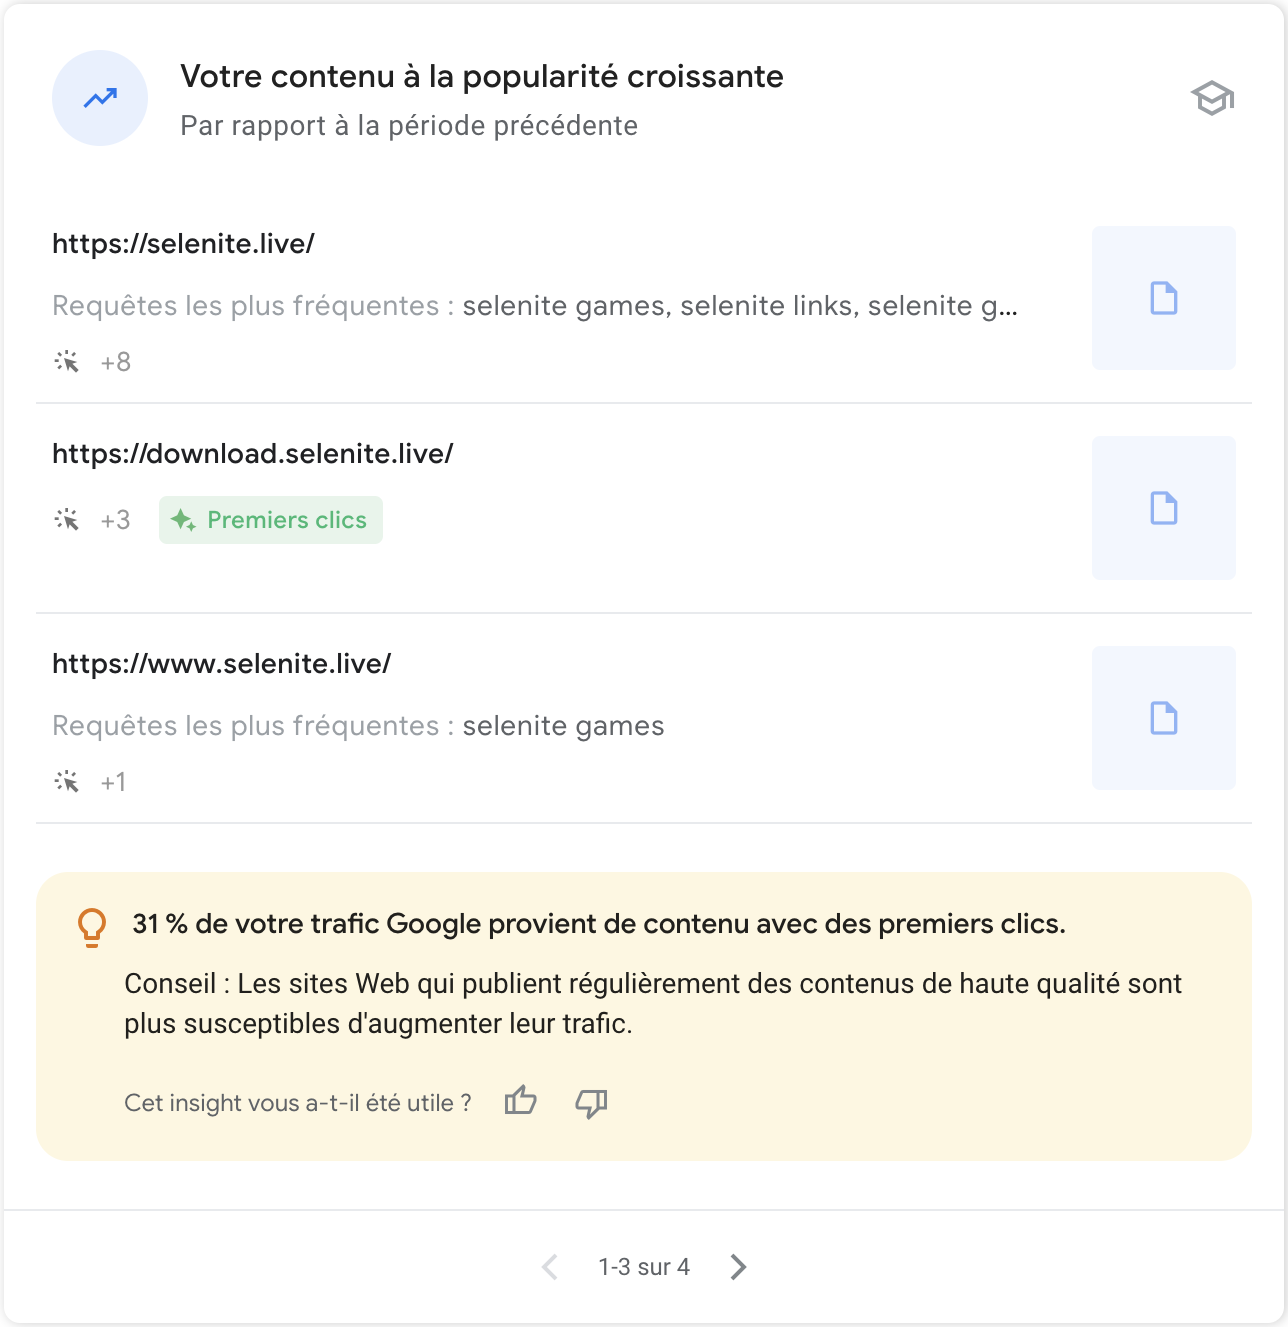 Votre contenu à la popularité croissante
Par rapport à la période précédente
https://selenite.live/
Requêtes les plus fréquentes : selenite games, selenite links, selenite g...
+8
https://download.selenite.live/
+3 Premiers clics
https://www.selenite.live/
Requêtes les plus fréquentes : selenite games
+1
31 % de votre trafic Google provient de contenu avec des premiers clics.
Conseil : Les sites Web qui publient régulièrement des contenus de haute qualité sont
plus susceptibles d'augmenter leur trafic.
Cet insight vous a-t-il été utile ?
1-3 sur 4